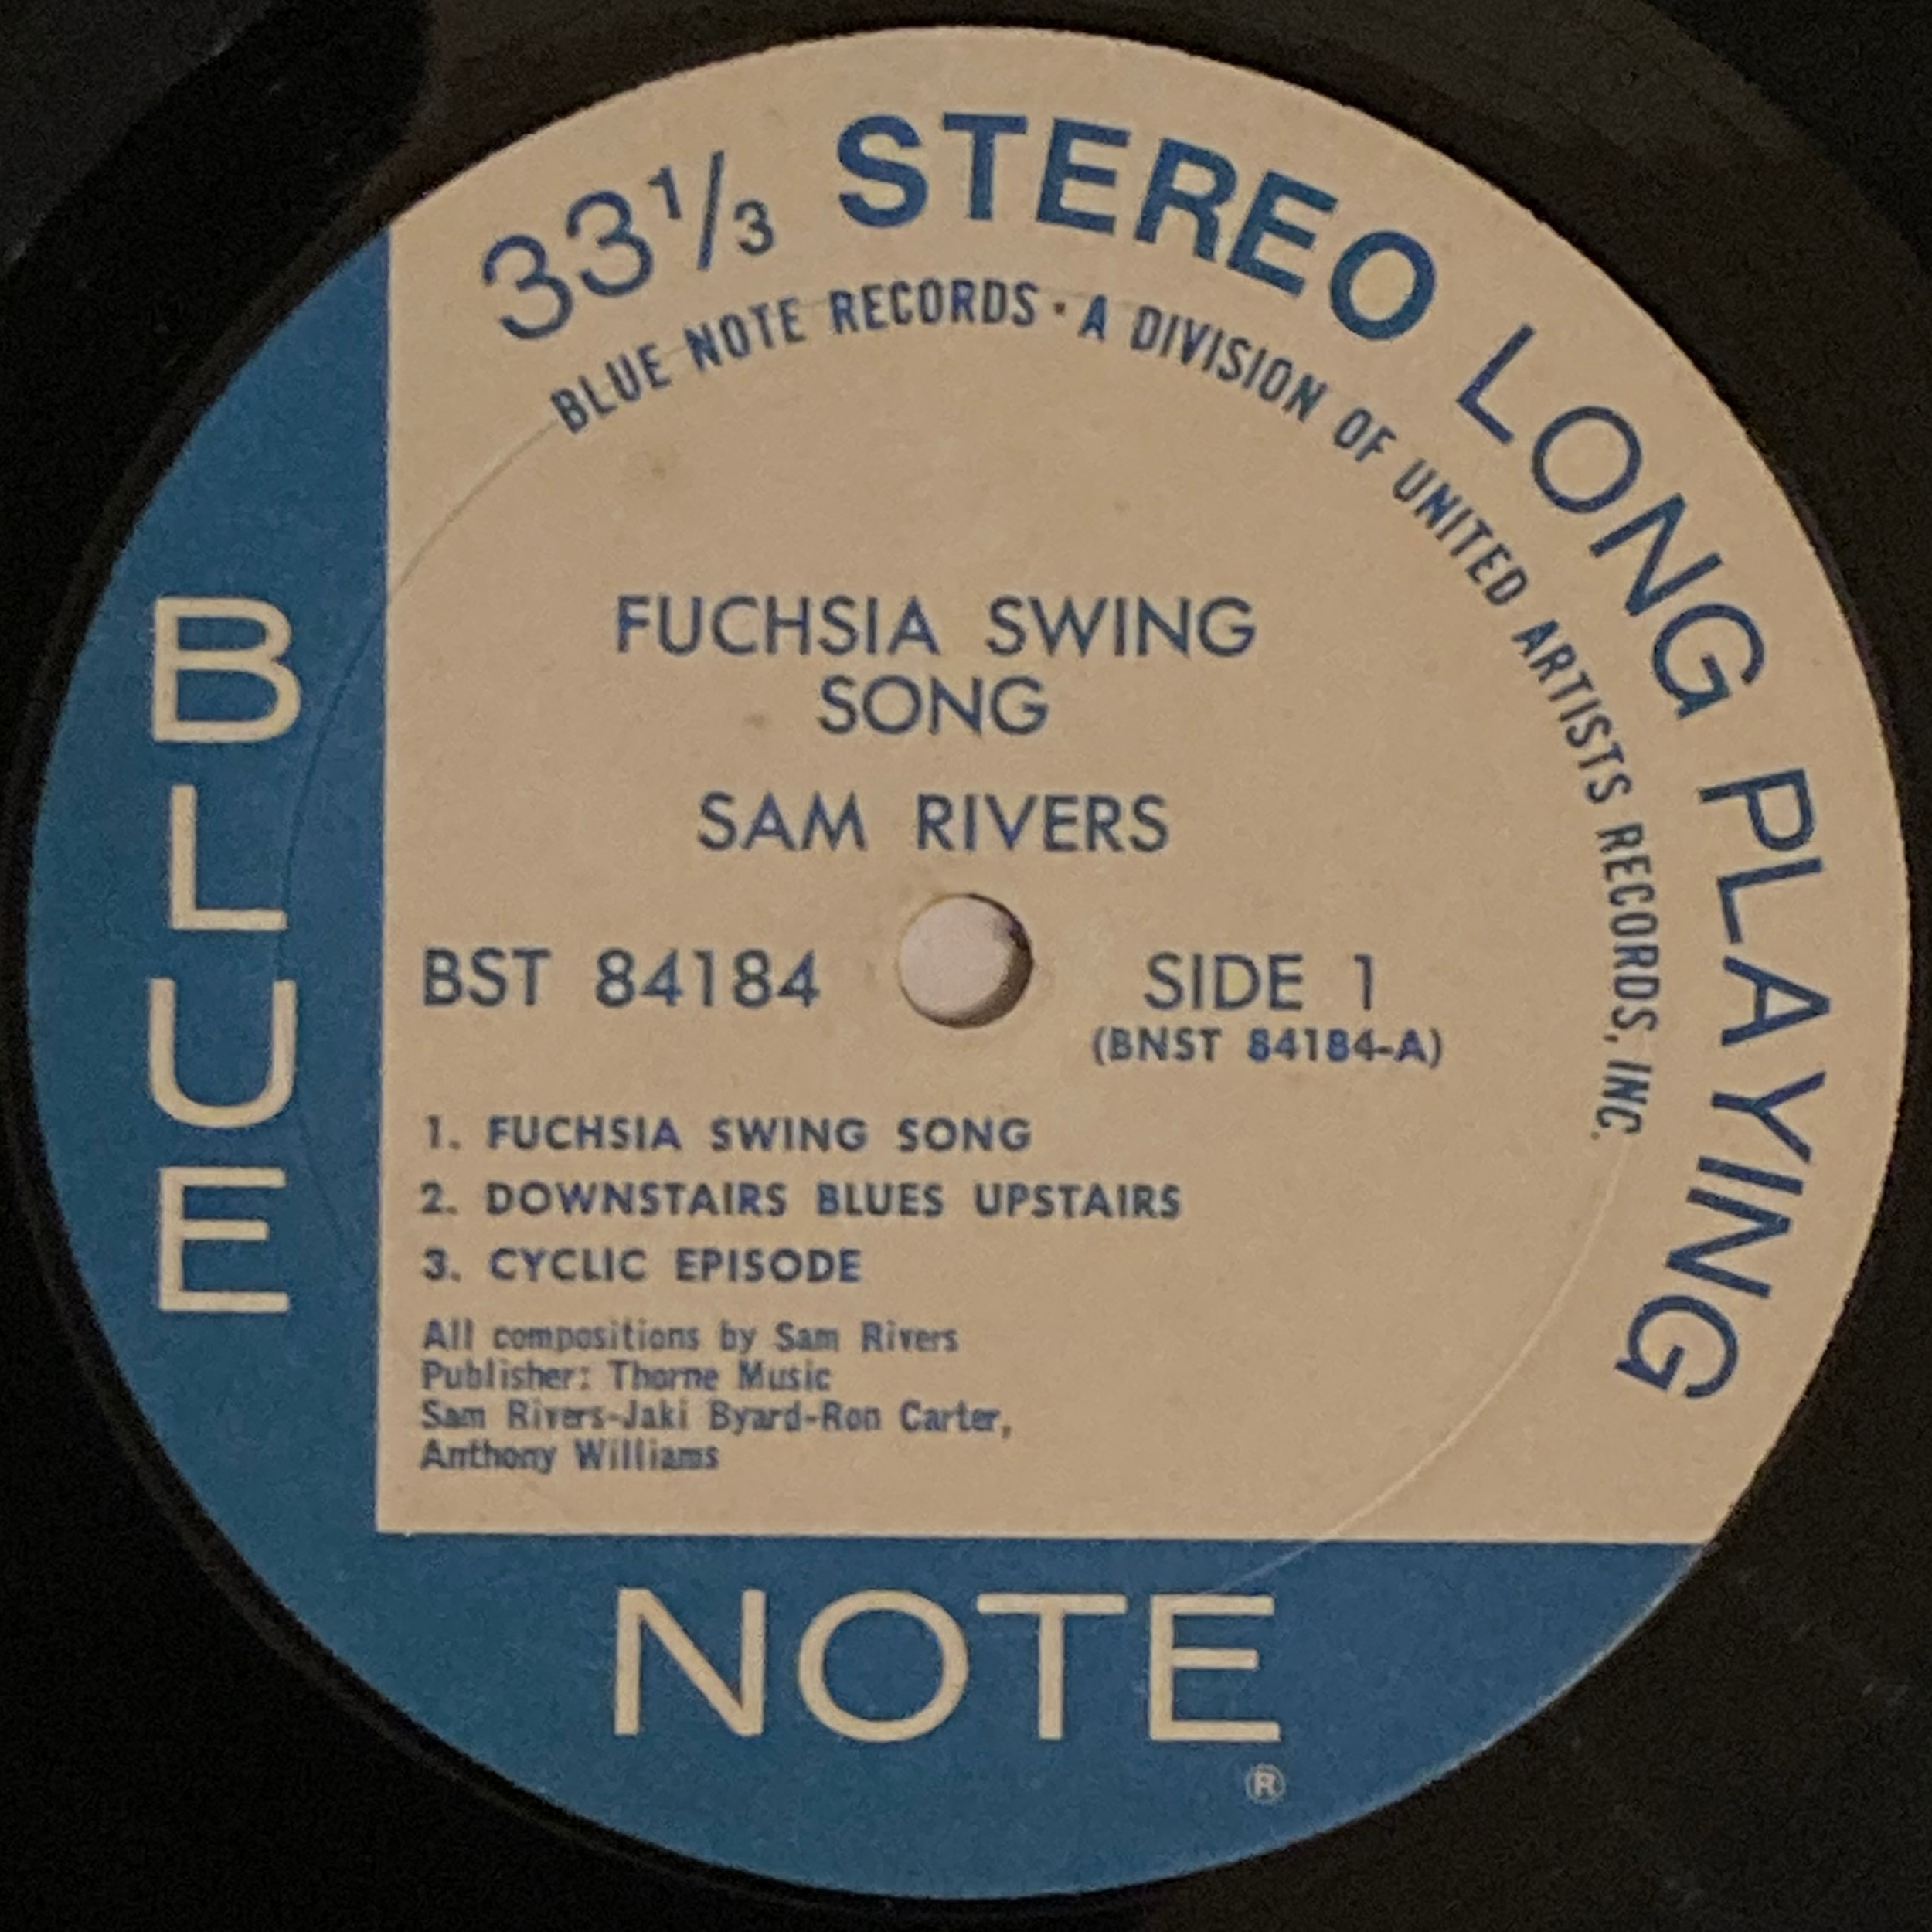 33 1/3 STEREO LONG PLAYING
BLUE NOTE RECORDS · A DIVISION OF UNITED ARTISTS RECORDS, INC.
FUCHSIA SWING
SONG
SAM RIVERS
BST 84184
SIDE 1
(BNST 84184-A)
1. FUCHSIA SWING SONG
2. DOWNSTAIRS BLUES UPSTAIRS
3. CYCLIC EPISODE
All compositions by Sam Rivers
Publisher: Thorne Music
Sam Rivers-Jaki Byard-Ron Carter,
Anthony Williams
BLUE
NOTE
®